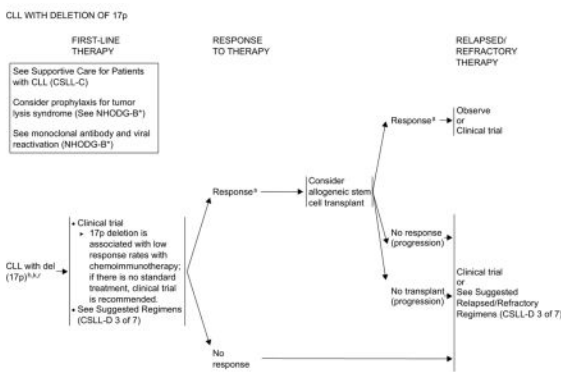 CLL WITH DELETION OF 17p
FIRST-LINE
THERAPY
RESPONSE
TO THERAPY
RELAPSED/
REFRACTORY
THERAPY
See Supportive Care for Patients
with CLL (CSLL-C)
Consider prophylaxis for tumor
lysis syndrome (See NHODG-B*)
See monoclonal antibody and viral
reactivation (NHODG-B*)
CLL with del
(17p)
• Clinical trial
➤ 17p deletion is
associated with low
response rates with
chemoimmunotherapy;
if there is no standard
treatment, clinical trial
is recommended.
• See Suggested Regimens
(CSLL-D 3 of 7)
Response
Consider
allogeneic stem
cell transplant
Response
Observe
or
Clinical trial
No response
(progression)
No transplant
(progression)
Clinical trial
or
See Suggested
Relapsed/Refractory
Regimens (CSLL-D 3 of 7)
No
response